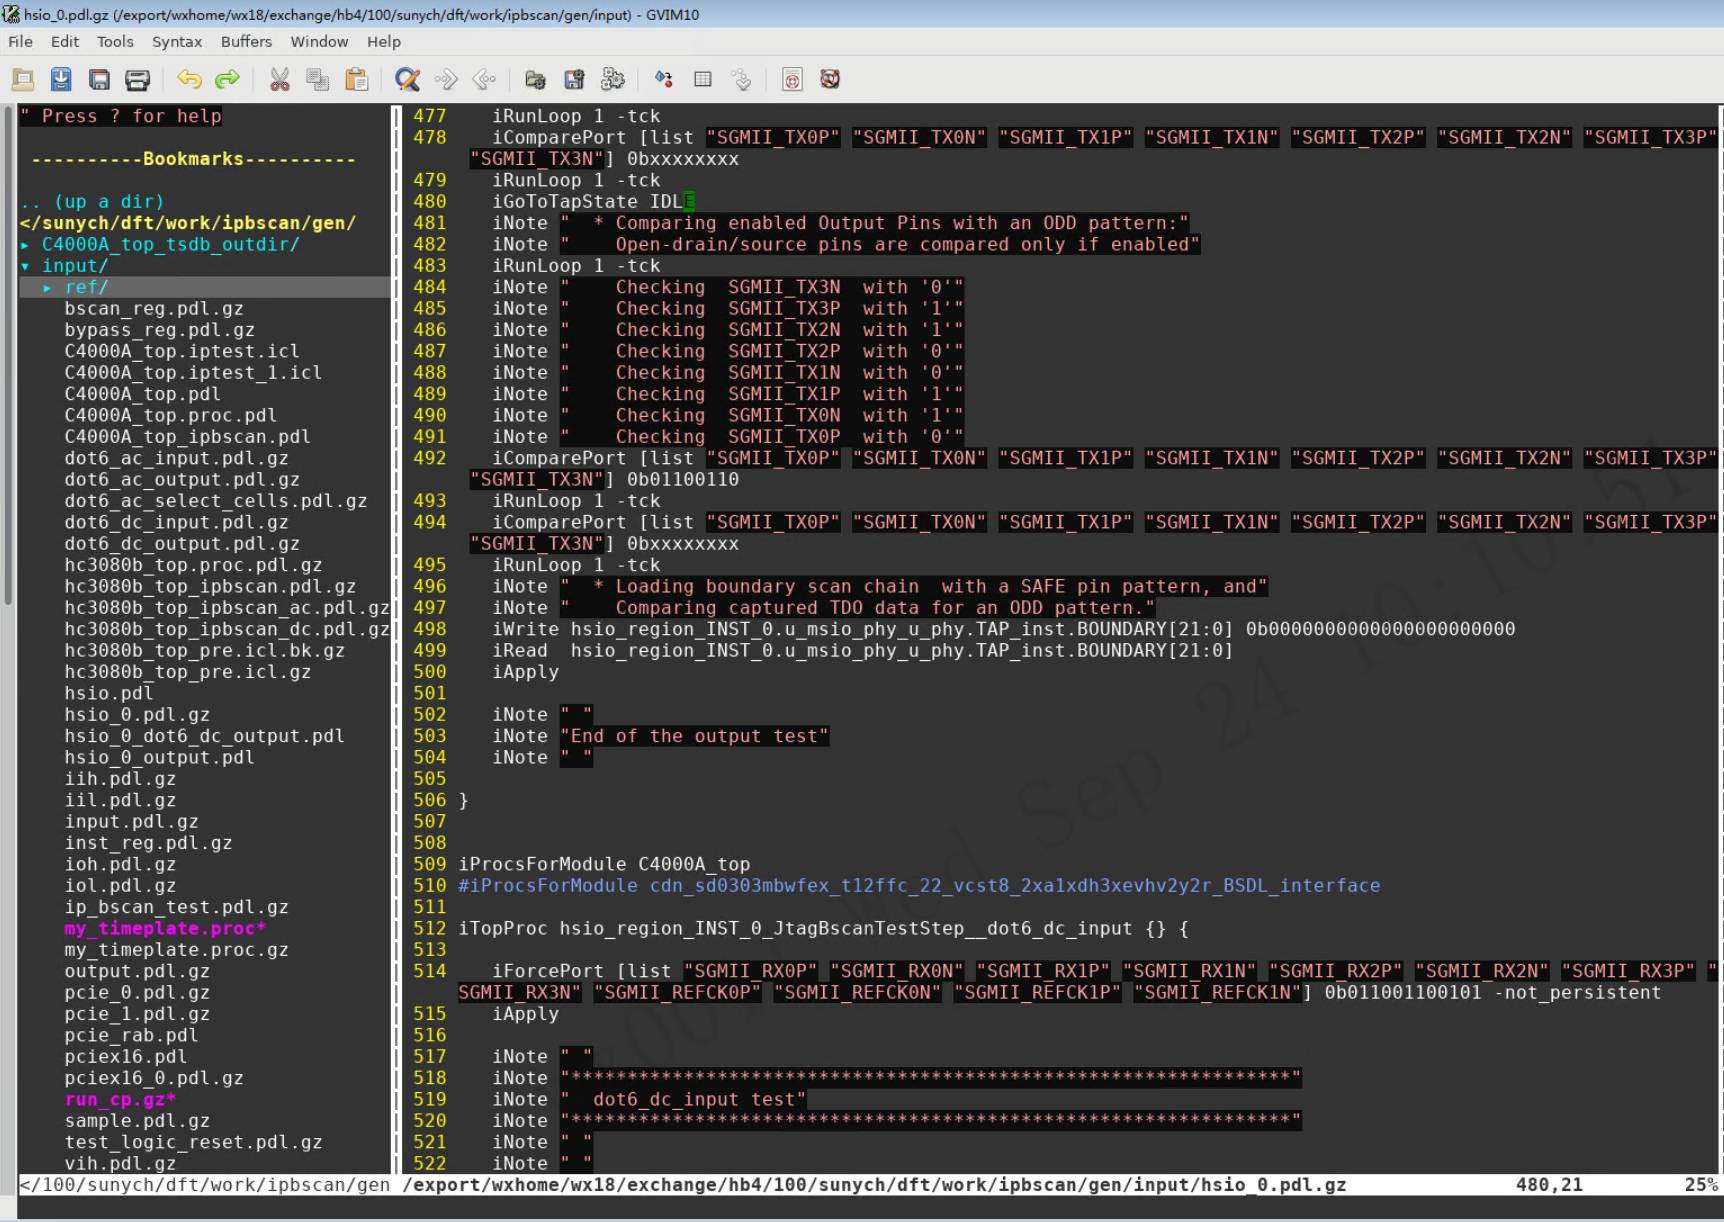 hsio_0.pdl.gz (/export/wxhome/wx18/exchange/hb4/100/sunych/dft/work/ipbscan/gen/input) - GVIM10
File Edit Tools Syntax Buffers Window Help
" Press ? for help
----------Bookmarks----------
.. (up a dir)
</sunych/dft/work/ipbscan/gen/
▸ C4000A_top_tsdb_outdir/
▾ input/
▸ ref/
bscan_reg.pdl.gz
bypass_reg.pdl.gz
C4000A_top.iptest.icl
C4000A_top.iptest_1.icl
C4000A_top.pdl
C4000A_top.proc.pdl
C4000A_top_ipbscan.pdl
dot6_ac_input.pdl.gz
dot6_ac_output.pdl.gz
dot6_ac_select_cells.pdl.gz
dot6_dc_input.pdl.gz
dot6_dc_output.pdl.gz
hc3080b_top.proc.pdl.gz
hc3080b_top_ipbscan.pdl.gz
hc3080b_top_ipbscan_ac.pdl.gz
hc3080b_top_ipbscan_dc.pdl.gz
hc3080b_top_pre.icl.bk.gz
hc3080b_top_pre.icl.gz
hsio.pdl
hsio_0.pdl.gz
hsio_0_dot6_dc_output.pdl
hsio_0_output.pdl
iih.pdl.gz
iil.pdl.gz
input.pdl.gz
inst_reg.pdl.gz
ioh.pdl.gz
iol.pdl.gz
ip_bscan_test.pdl.gz
my_timeplate.proc*
my_timeplate.proc.gz
output.pdl.gz
pcie_0.pdl.gz
pcie_1.pdl.gz
pcie_rab.pdl
pciex16.pdl
pciex16_0.pdl.gz
run_cp.gz*
sample.pdl.gz
test_logic_reset.pdl.gz
vih.pdl.gz
</100/sunych/dft/work/ipbscan/gen
477 iRunLoop 1 -tck
478 iComparePort [list "SGMII_TX0P" "SGMII_TX0N" "SGMII_TX1P" "SGMII_TX1N" "SGMII_TX2P" "SGMII_TX2N" "SGMII_TX3P"
"SGMII_TX3N"] 0bxxxxxxxx
479 iRunLoop 1 -tck
480 iGoToTapState IDLE
481 iNote "  * Comparing enabled Output Pins with an ODD pattern:"
482 iNote "    Open-drain/source pins are compared only if enabled"
483 iRunLoop 1 -tck
484 iNote "    Checking  SGMII_TX3N  with '0'"
485 iNote "    Checking  SGMII_TX3P  with '1'"
486 iNote "    Checking  SGMII_TX2N  with '1'"
487 iNote "    Checking  SGMII_TX2P  with '0'"
488 iNote "    Checking  SGMII_TX1N  with '0'"
489 iNote "    Checking  SGMII_TX1P  with '1'"
490 iNote "    Checking  SGMII_TX0N  with '1'"
491 iNote "    Checking  SGMII_TX0P  with '0'"
492 iComparePort [list "SGMII_TX0P" "SGMII_TX0N" "SGMII_TX1P" "SGMII_TX1N" "SGMII_TX2P" "SGMII_TX2N" "SGMII_TX3P"
"SGMII_TX3N"] 0b01100110
493 iRunLoop 1 -tck
494 iComparePort [list "SGMII_TX0P" "SGMII_TX0N" "SGMII_TX1P" "SGMII_TX1N" "SGMII_TX2P" "SGMII_TX2N" "SGMII_TX3P"
"SGMII_TX3N"] 0bxxxxxxxx
495 iRunLoop 1 -tck
496 iNote "  * Loading boundary scan chain  with a SAFE pin pattern, and"
497 iNote "    Comparing captured TDO data for an ODD pattern."
498 iWrite hsio_region_INST_0.u_msio_phy_u_phy.TAP_inst.BOUNDARY[21:0] 0b0000000000000000000000
499 iRead  hsio_region_INST_0.u_msio_phy_u_phy.TAP_inst.BOUNDARY[21:0]
500 iApply
501
502 iNote " "
503 iNote "End of the output test"
504 iNote " "
505
506 }
507
508
509 iProcsForModule C4000A_top
510 #iProcsForModule cdn_sd0303mbwfex_t12ffc_22_vcst8_2xa1xdh3xevhv2y2r_BSDL_interface
511
512 iTopProc hsio_region_INST_0_JtagBscanTestStep__dot6_dc_input {} {
513
514 iForcePort [list "SGMII_RX0P" "SGMII_RX0N" "SGMII_RX1P" "SGMII_RX1N" "SGMII_RX2P" "SGMII_RX2N" "SGMII_RX3P" "
SGMII_RX3N" "SGMII_REFCK0P" "SGMII_REFCK0N" "SGMII_REFCK1P" "SGMII_REFCK1N"] 0b011001100101 -not_persistent
515 iApply
516
517 iNote " "
518 iNote "****************************************************************"
519 iNote "  dot6_dc_input test"
520 iNote "****************************************************************"
521 iNote " "
522 iNote " "
/export/wxhome/wx18/exchange/hb4/100/sunych/dft/work/ipbscan/gen/input/hsio_0.pdl.gz 480,21 25%